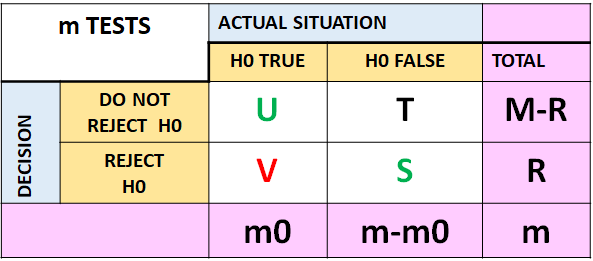 m TESTS
ACTUAL SITUATION
H0 TRUE
H0 FALSE
TOTAL
DECISION
DO NOT
REJECT H0
U
T
M-R
REJECT
H0
V
S
R
m0
m-m0
m